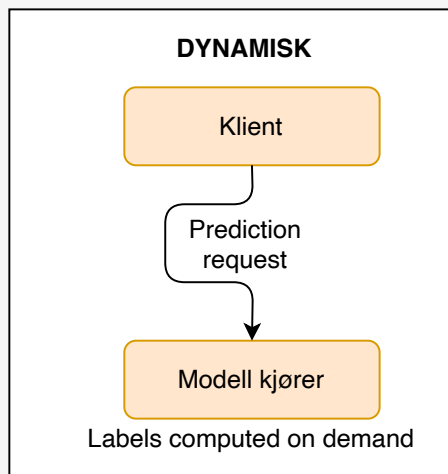 DYNAMISK
Klient
Prediction
request
Modell kjører
Labels computed on demand